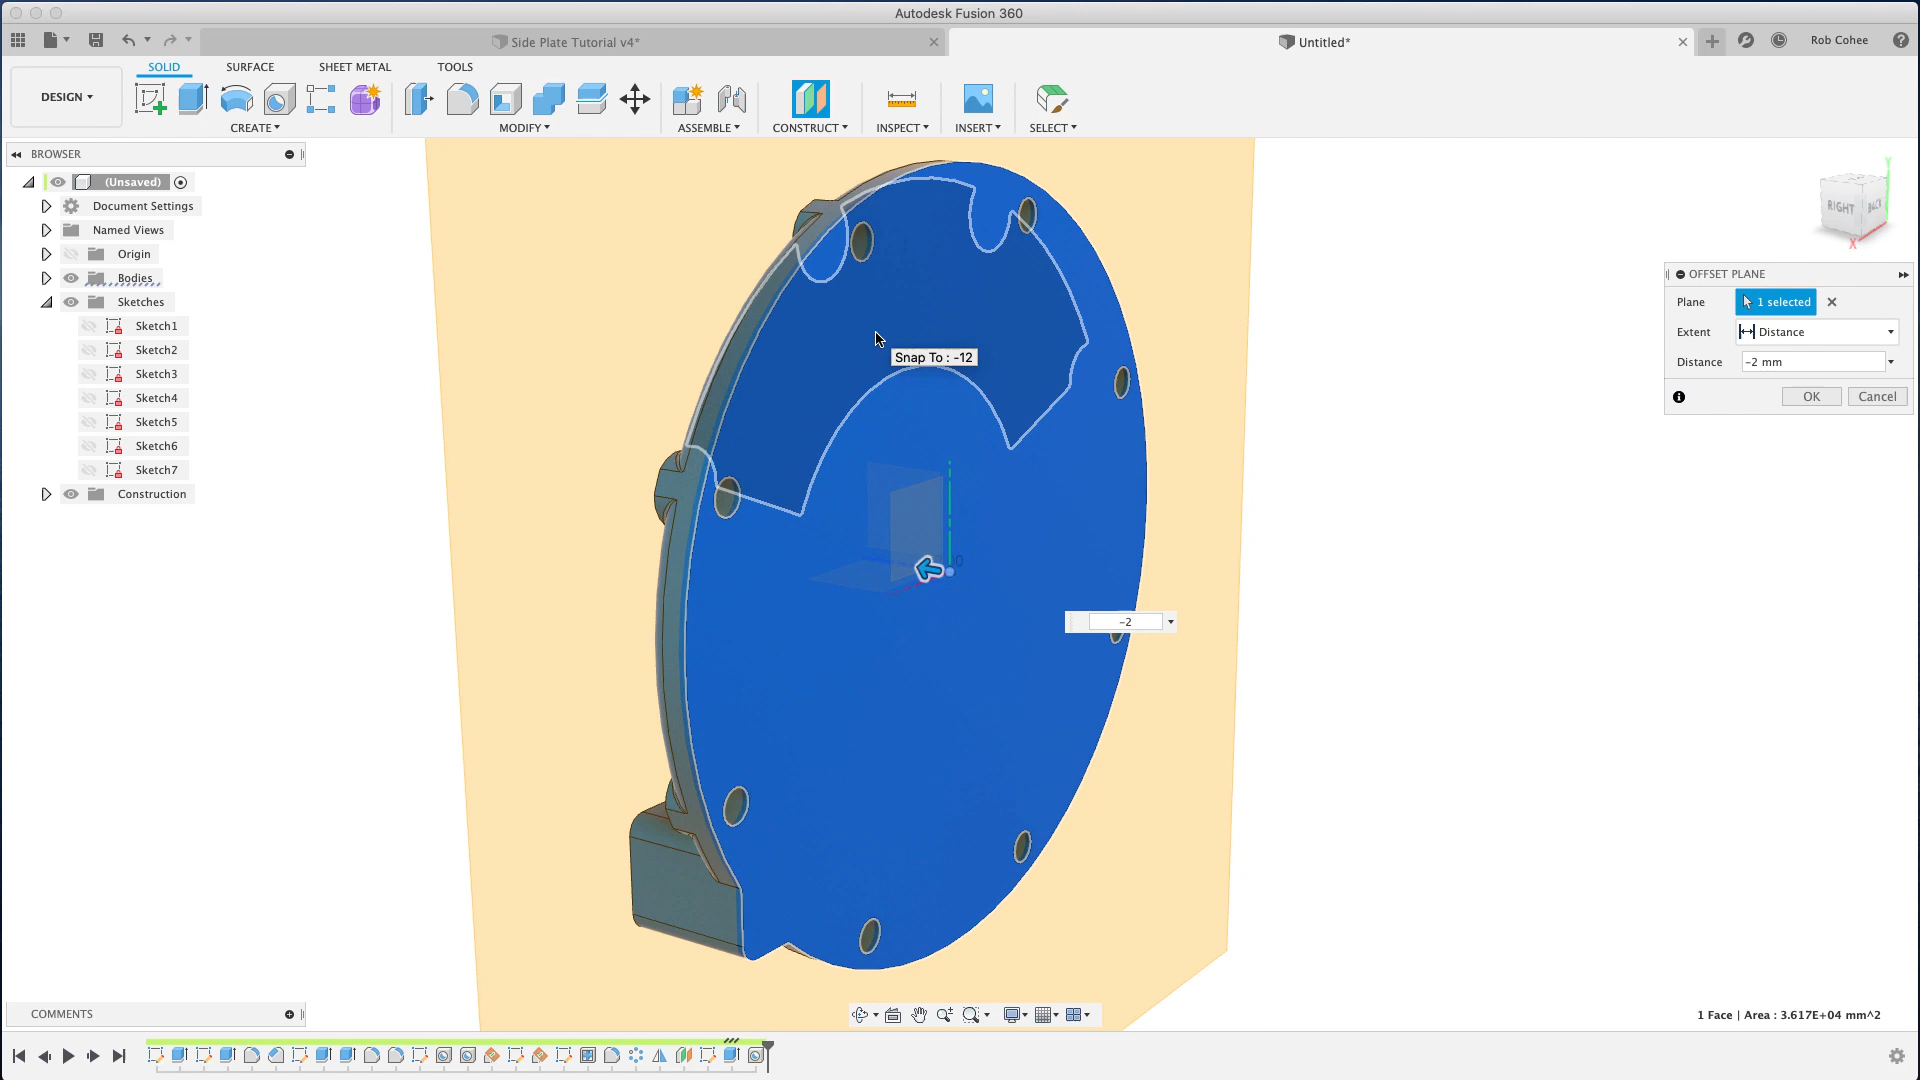 Autodesk Fusion 360
Side Plate Tutorial v4*
Untitled*
Rob Cohee
DESIGN
SOLID
SURFACE
SHEET METAL
TOOLS
CREATE
MODIFY
ASSEMBLE
CONSTRUCT
INSPECT
INSERT
SELECT
BROWSER
(Unsaved)
Document Settings
Named Views
Origin
Bodies
Sketches
Sketch1
Sketch2
Sketch3
Sketch4
Sketch5
Sketch6
Sketch7
Construction
Snap To : -12
-2
Y
RIGHT
BACK
X
OFFSET PLANE
Plane
1 selected
Extent
Distance
Distance
-2 mm
OK
Cancel
COMMENTS
1 Face | Area : 3.617E+04 mm^2